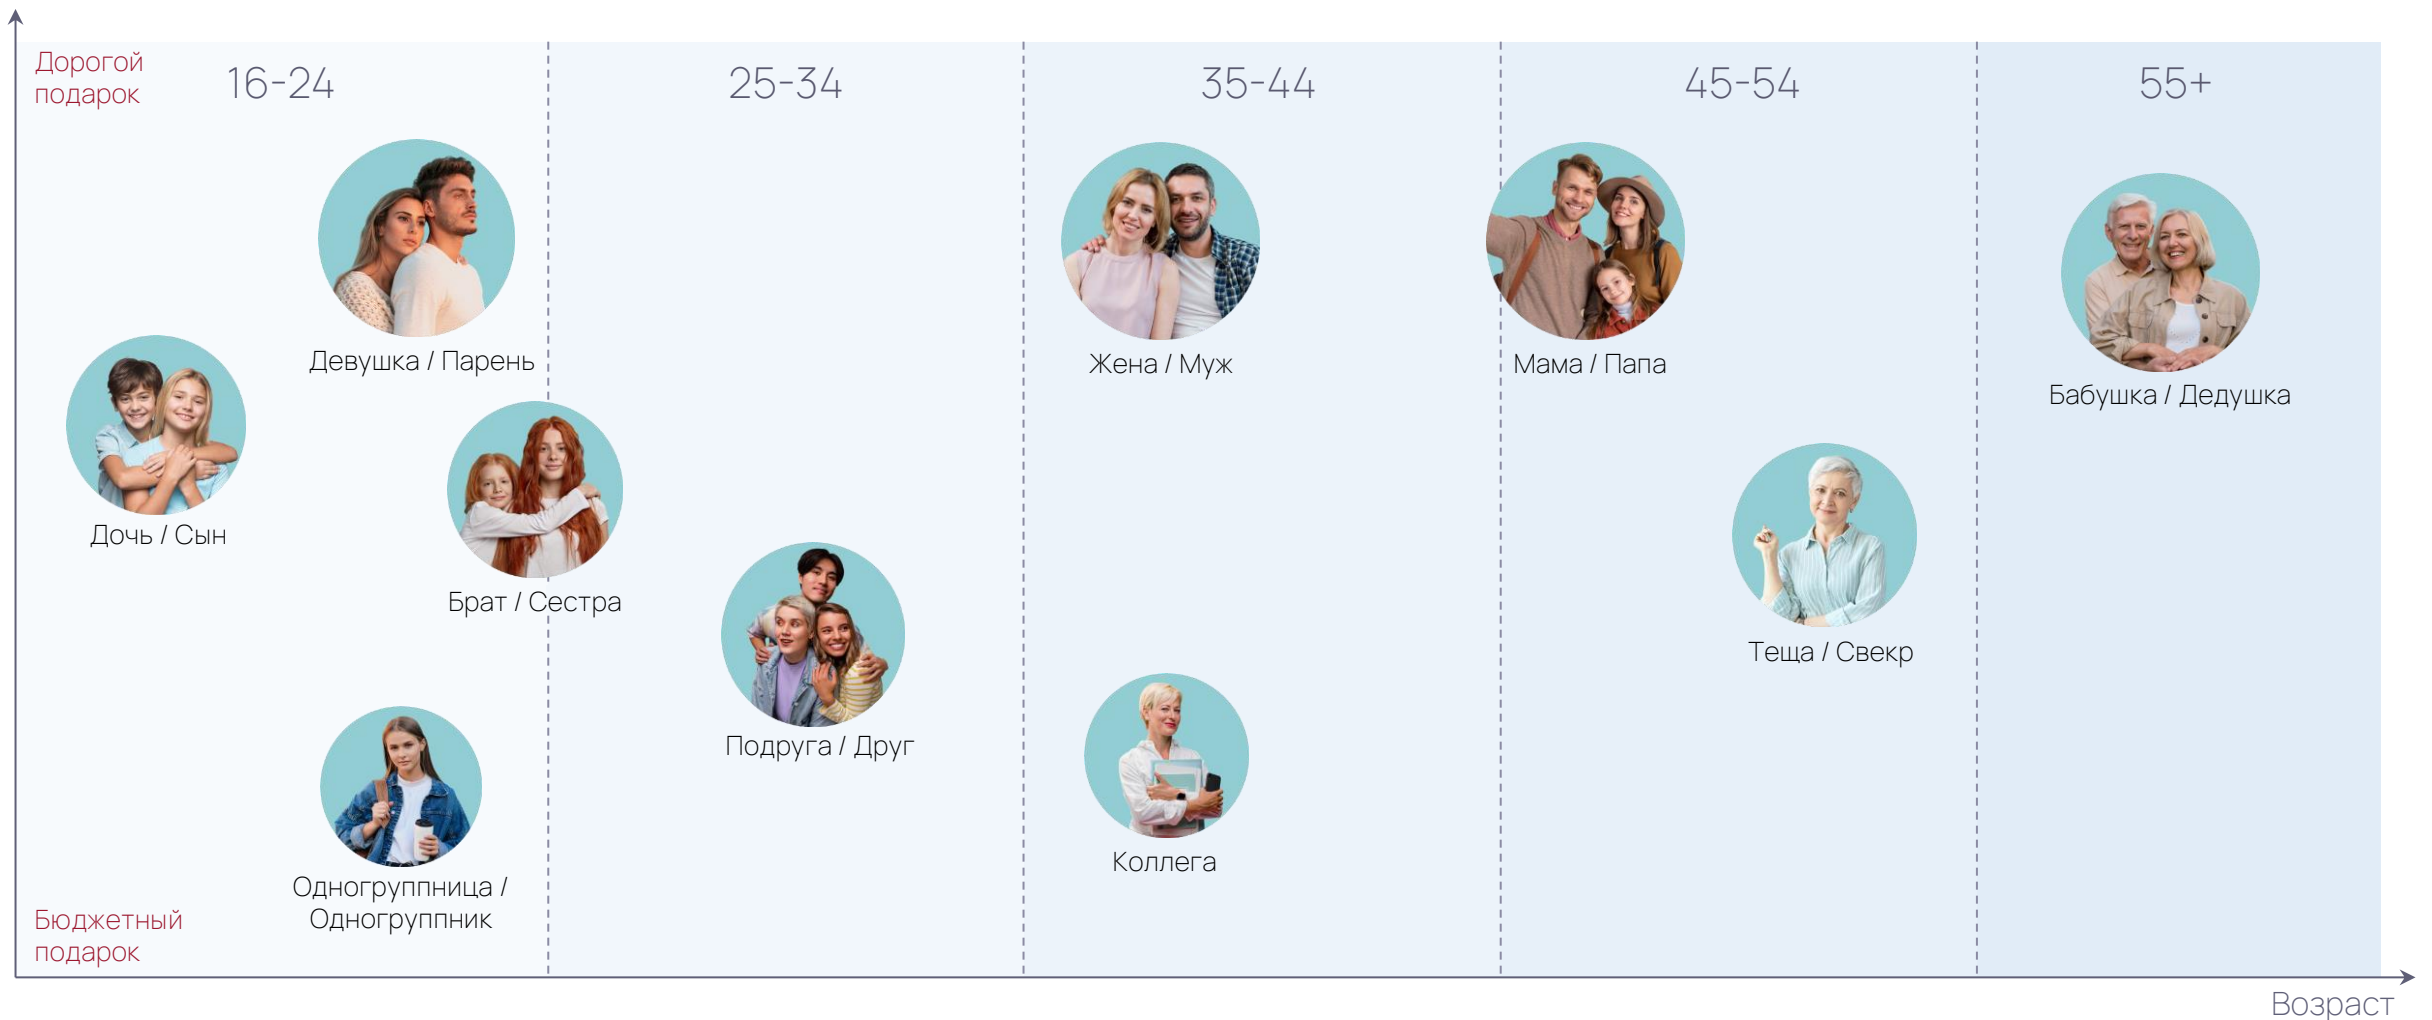 Дорогой
подарок
16-24
25-34
35-44
45-54
55+
Девушка / Парень
Жена / Муж
Мама / Папа
Бабушка / Дедушка
Дочь / Сын
Брат / Сестра
Теща / Свекр
Подруга / Друг
Коллега
Одногруппница /
Одногруппник
Бюджетный
подарок
Возраст